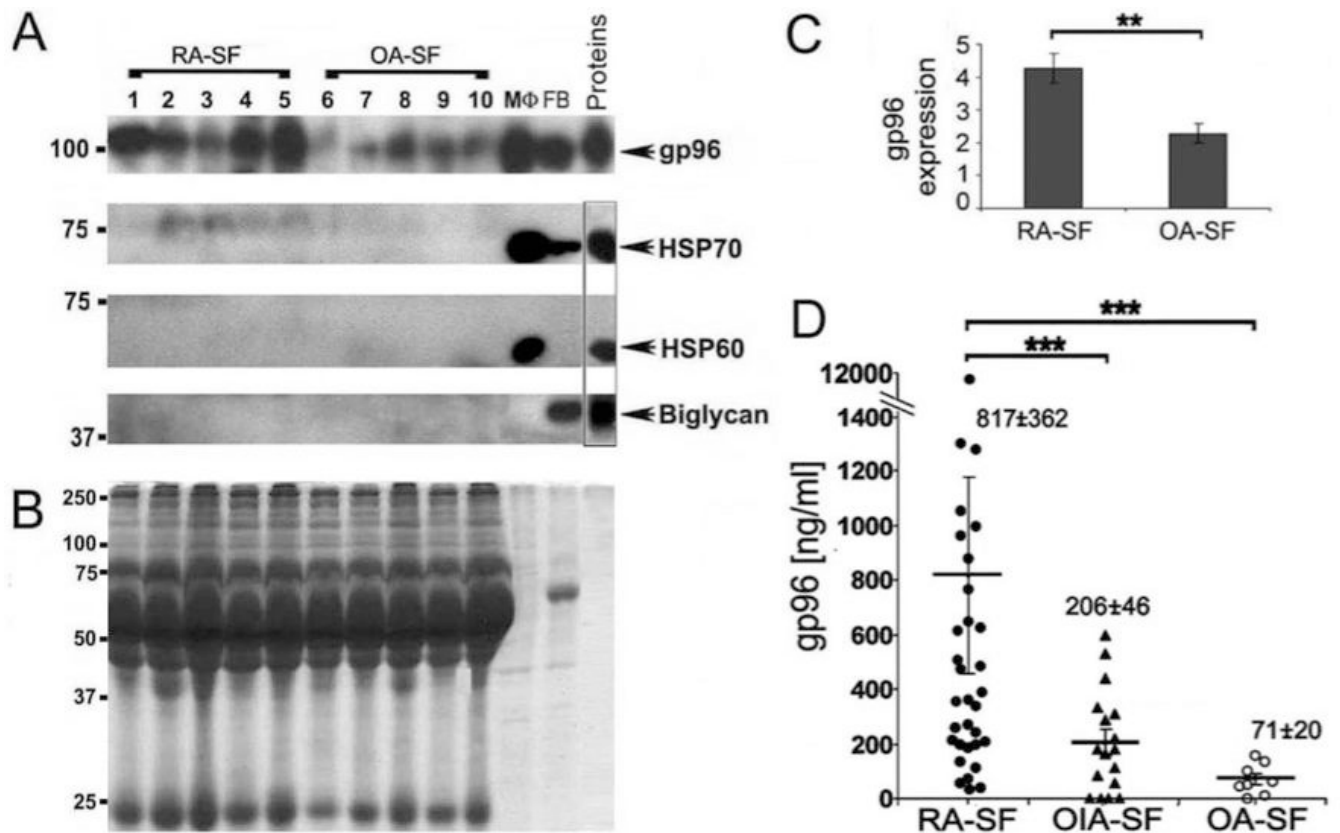 A
RA-SF OA-SF
1 2 3 4 5 6 7 8 9 10 MΦ FB Proteins
100 gp96
75 HSP70
75
HSP60
Biglycan
37
B
250
100
75
50
37
25
C
**
gp96 expression
5
4
3
2
1
0
RA-SF OA-SF
D
***
***
12000
1400
1200
1000
800
600
400
200
0
gp96 [ng/ml]
817±362
206±46
71±20
RA-SF OIA-SF OA-SF